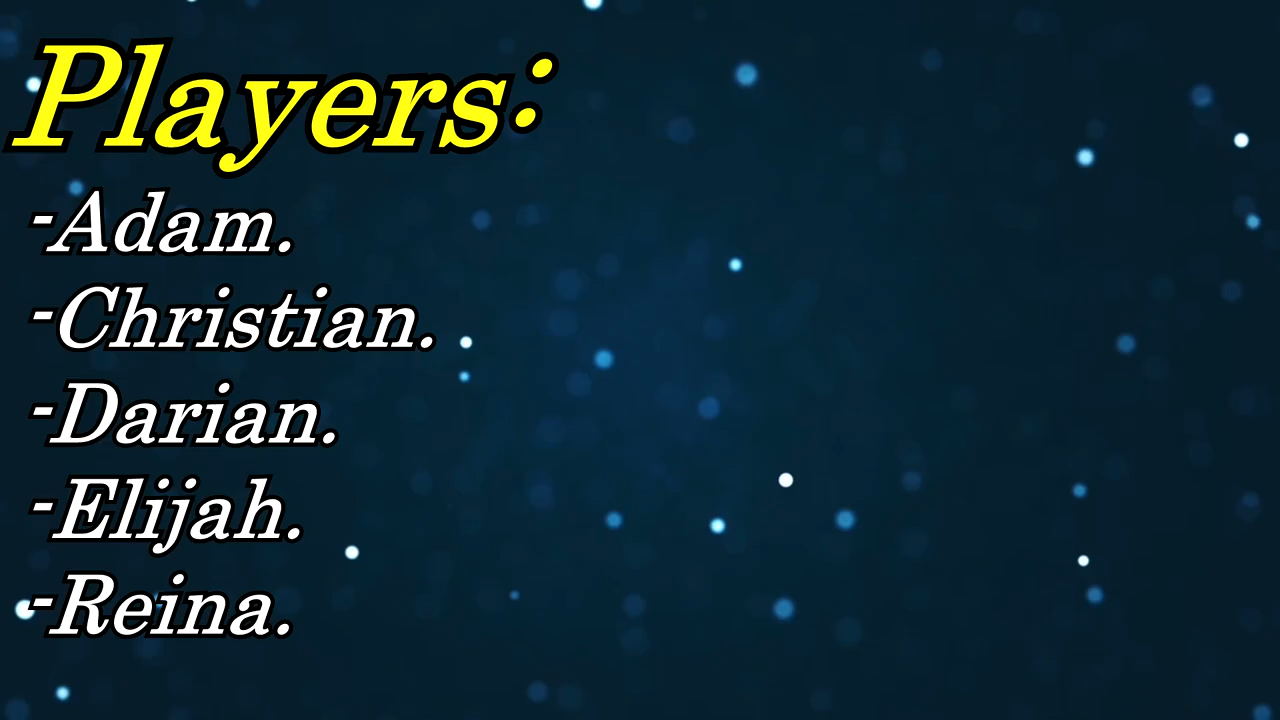 Players:
-Adam.
-Christian.
-Darian.
-Elijah.
-Reina.